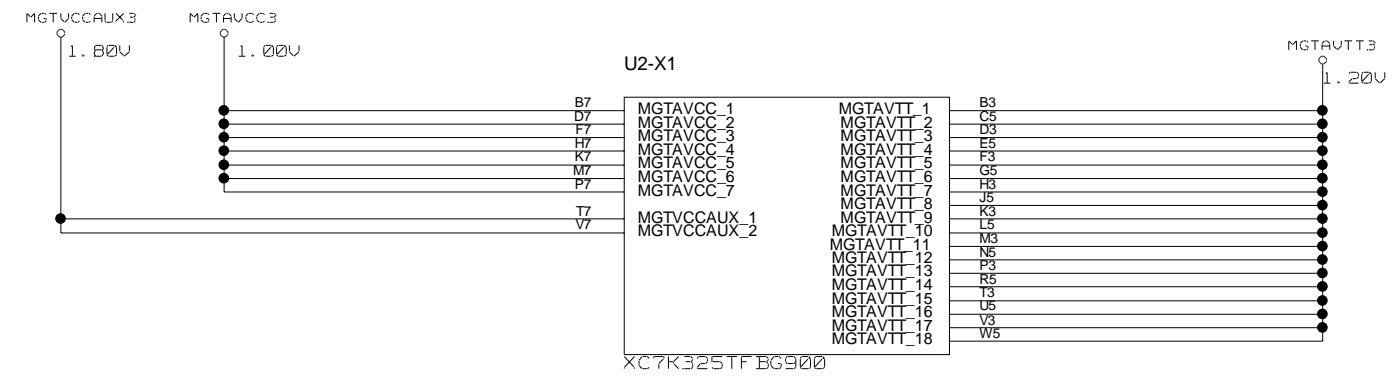 MGTVCCAUX3 MGTAVCC3
1.80V 1.00V
MGTAVTT3
1.20V
U2-X1
B7 MGTAVCC_1 MGTAVTT_1 B3
D7 MGTAVCC_2 MGTAVTT_2 C5
F7 MGTAVCC_3 MGTAVTT_3 D3
H7 MGTAVCC_4 MGTAVTT_4 E5
K7 MGTAVCC_5 MGTAVTT_5 F3
M7 MGTAVCC_6 MGTAVTT_6 G5
P7 MGTAVCC_7 MGTAVTT_7 H3
MGTAVTT_8 J5
T7 MGTVCCAUX_1 MGTAVTT_9 K3
V7 MGTVCCAUX_2 MGTAVTT_10 L5
MGTAVTT_11 M3
MGTAVTT_12 N5
MGTAVTT_13 P3
MGTAVTT_14 R5
MGTAVTT_15 T3
MGTAVTT_16 U5
MGTAVTT_17 V3
MGTAVTT_18 W5
XC7K325TFBG900